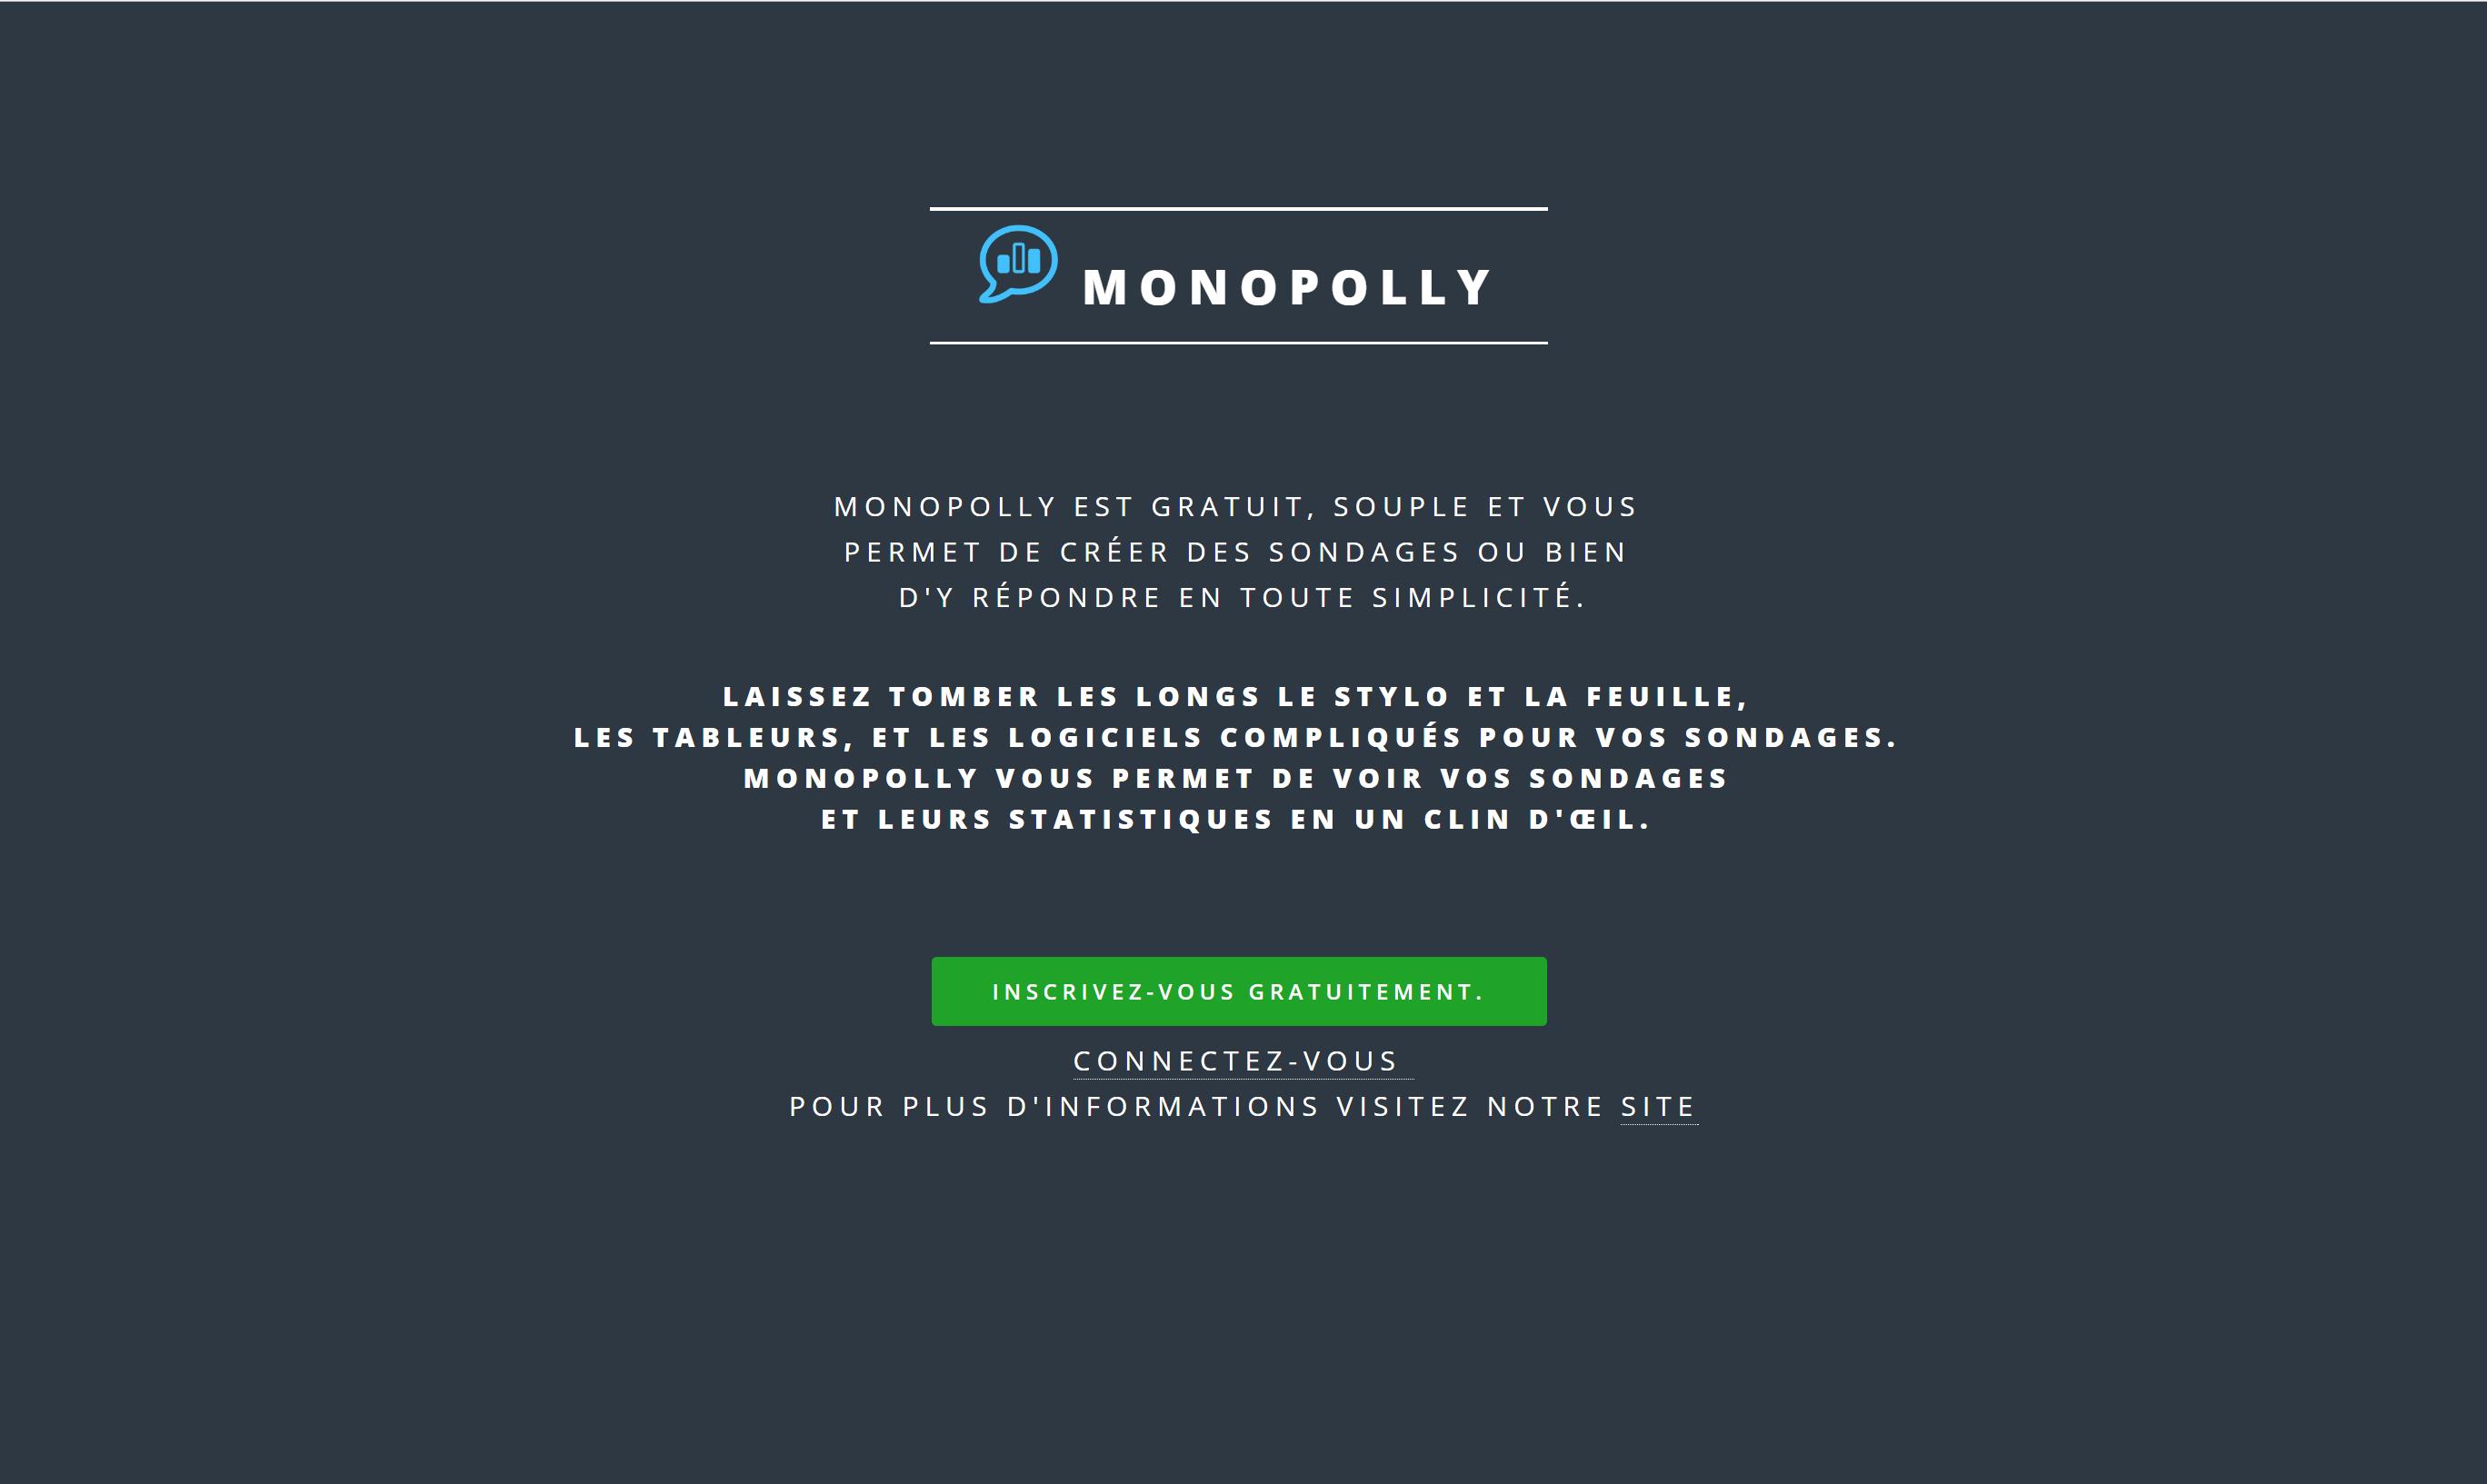 MONOPOLLY
MONOPOLLY EST GRATUIT, SOUPLE ET VOUS
PERMET DE CRÉER DES SONDAGES OU BIEN
D'Y RÉPONDRE EN TOUTE SIMPLICITÉ.
LAISSEZ TOMBER LES LONGS LE STYLO ET LA FEUILLE,
LES TABLEURS, ET LES LOGICIELS COMPLIQUÉS POUR VOS SONDAGES.
MONOPOLLY VOUS PERMET DE VOIR VOS SONDAGES
ET LEURS STATISTIQUES EN UN CLIN D'ŒIL.
INSCRIVEZ-VOUS GRATUITEMENT.
CONNECTEZ-VOUS
POUR PLUS D'INFORMATIONS VISITEZ NOTRE SITE